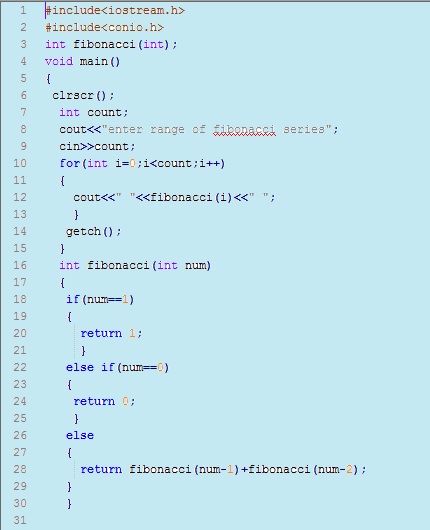 1 #include<iostream.h>
2 #include<conio.h>
3 int fibonacci(int);
4 void main()
5 {
6 clrscr();
7 int count;
8 cout<<"enter range of fibonacci series";
9 cin>>count;
10 for(int i=0;i<count;i++)
11 {
12 cout<<" "<<fibonacci(i)<<" ";
13 }
14 getch();
15 }
16 int fibonacci(int num)
17 {
18 if(num==1)
19 {
20 return 1;
21 }
22 else if(num==0)
23 {
24 return 0;
25 }
26 else
27 {
28 return fibonacci(num-1)+fibonacci(num-2);
29 }
30 }
31